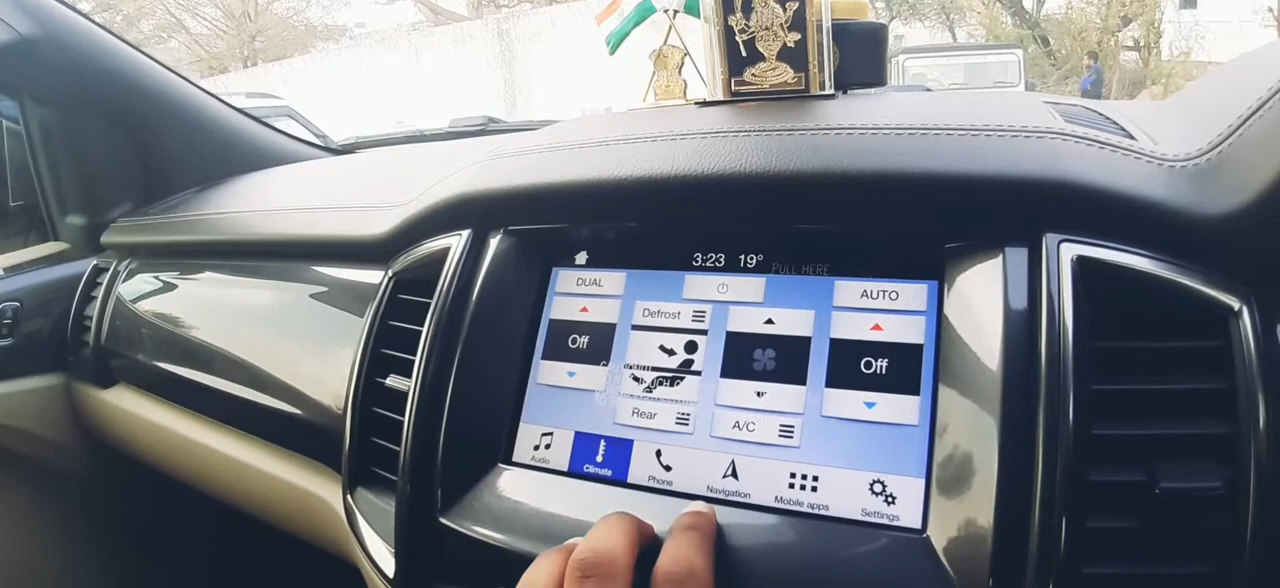 3:23 19°
PULL HERE
DUAL
AUTO
Defrost
Off
Off
Rear
A/C
Audio
Climate
Phone
Navigation
Mobile apps
Settings